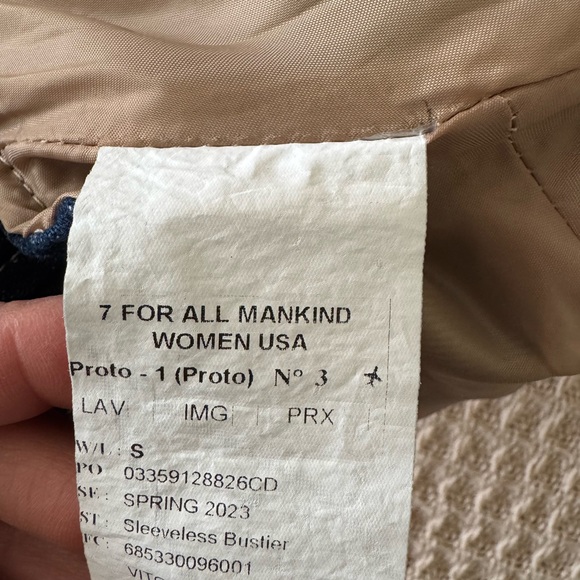 7 FOR ALL MANKIND
WOMEN USA
Proto - 1 (Proto) Nº 3
LAV IMG PRX
W/L : S
PO 03359128826CD
SE : SPRING 2023
ST : Sleeveless Bustier
FC : 685330096001